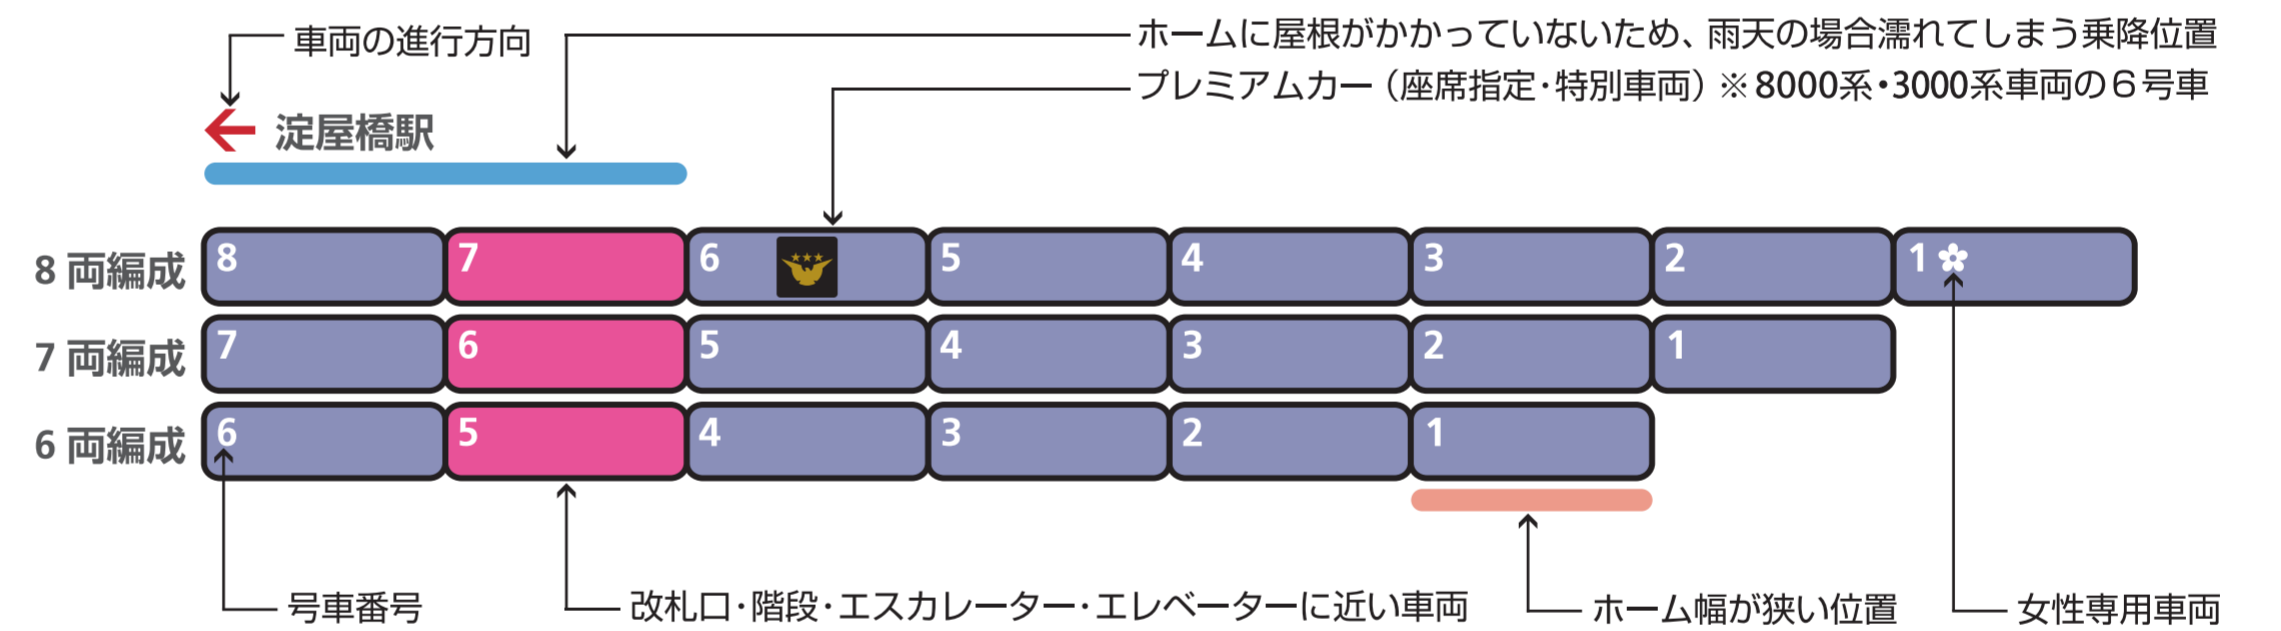 車両の進行方向
ホームに屋根がかかっていないため、雨天の場合濡れてしまう乗降位置
プレミアムカー（座席指定・特別車両）※8000系・3000系車両の6号車
淀屋橋駅
8両編成 8 7 6 5 4 3 2 1
7両編成 7 6 5 4 3 2 1
6両編成 6 5 4 3 2 1
号車番号
改札口・階段・エスカレーター・エレベーターに近い車両
ホーム幅が狭い位置
女性専用車両